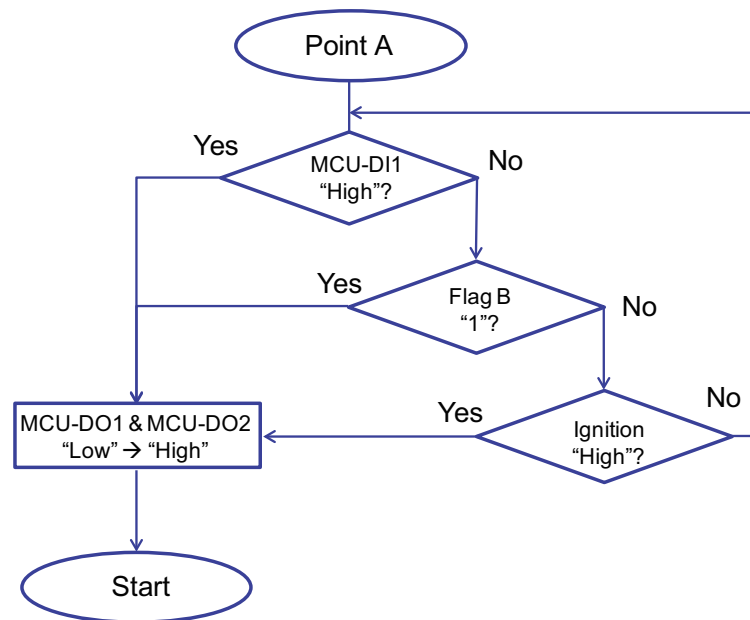 Point A
Yes
No
MCU-DI1
“High”?
Yes
No
Flag B
“1”?
MCU-DO1 & MCU-DO2
“Low” → “High”
Yes
No
Ignition
“High”?
Start